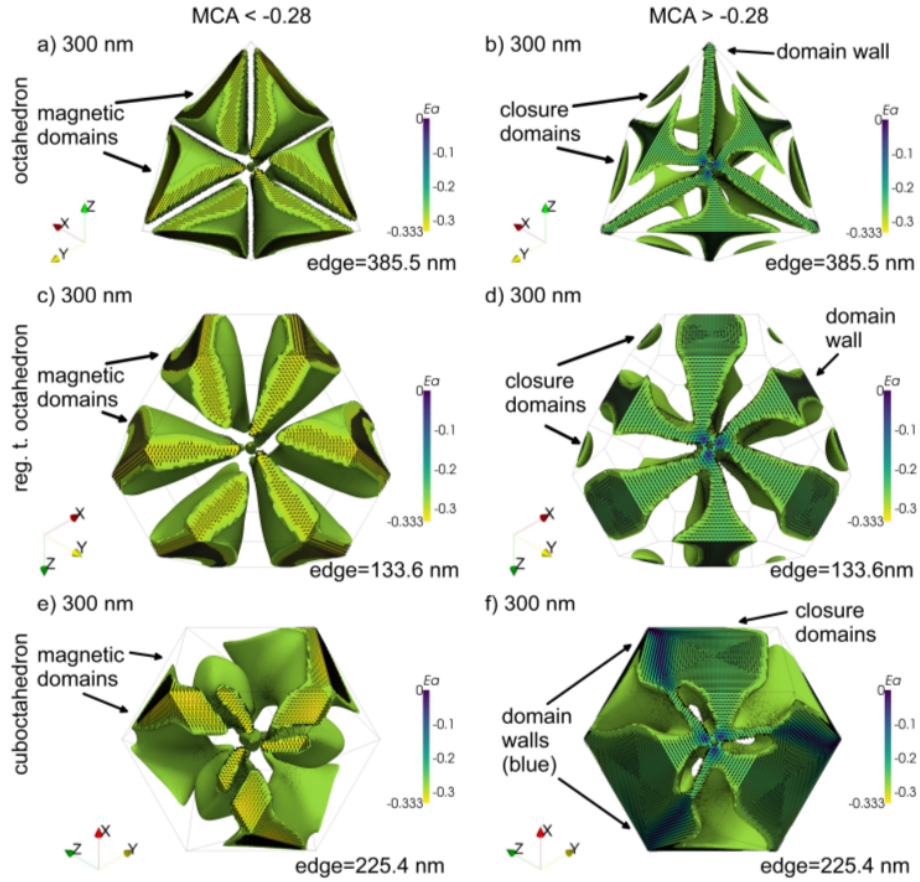 MCA < -0.28
MCA > -0.28
octahedron
a) 300 nm
magnetic
domains
Ea
0
-0.1
-0.2
-0.3
-0.333
X
Z
Y
edge=385.5 nm
b) 300 nm
domain wall
closure
domains
Ea
0
-0.1
-0.2
-0.3
-0.333
X
Z
Y
edge=385.5 nm
reg. t. octahedron
c) 300 nm
magnetic
domains
Ea
0
-0.1
-0.2
-0.3
-0.333
X
Y
Z
edge=133.6 nm
d) 300 nm
domain
wall
closure
domains
Ea
0
-0.1
-0.2
-0.3
-0.333
X
Y
Z
edge=133.6nm
cuboctahedron
e) 300 nm
magnetic
domains
Ea
0
-0.1
-0.2
-0.3
-0.333
X
Z
Y
edge=225.4 nm
f) 300 nm
closure
domains
domain
walls
(blue)
Ea
0
-0.1
-0.2
-0.3
-0.333
X
Z
Y
edge=225.4 nm